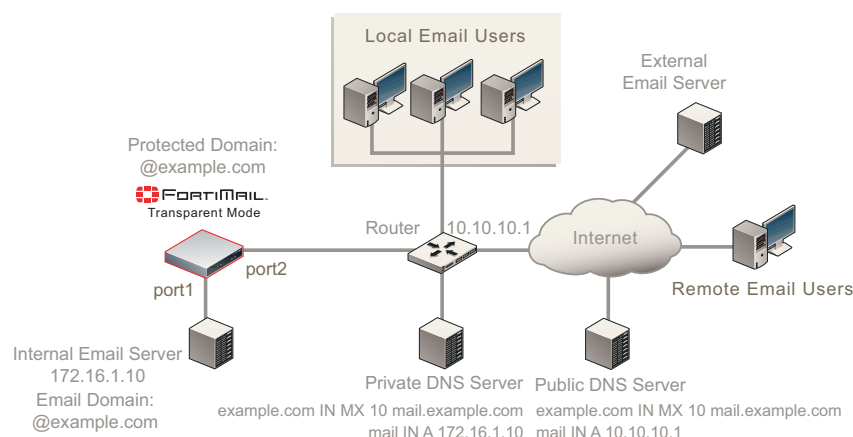 Local Email Users
External
Email Server
Protected Domain:
@example.com
FORTIMAIL
Transparent Mode
Router
10.10.10.1
Internet
port1
port2
Remote Email Users
Internal Email Server
172.16.1.10
Email Domain:
@example.com
Private DNS Server
example.com IN MX 10 mail.example.com
mail IN A 172.16.1.10
Public DNS Server
example.com IN MX 10 mail.example.com
mail IN A 10.10.10.1